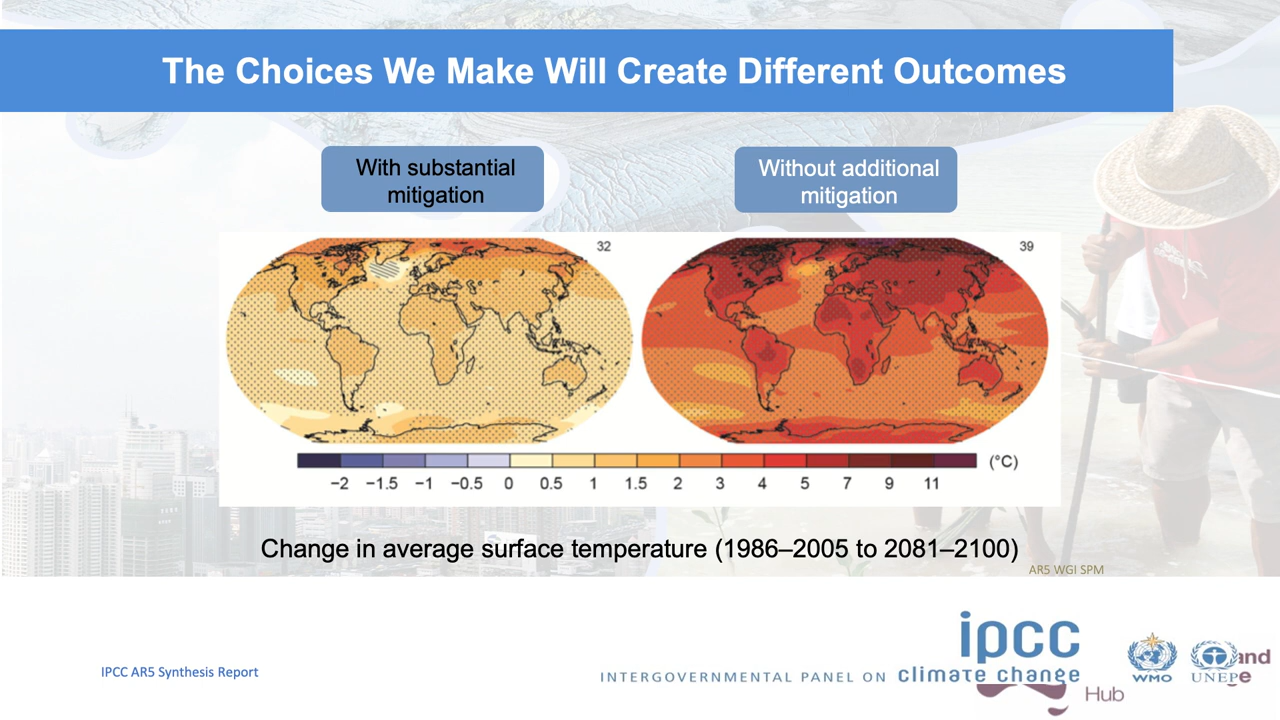 The Choices We Make Will Create Different Outcomes
With substantial
mitigation
Without additional
mitigation
32
39
−2 −1.5 −1 −0.5 0 0.5 1 1.5 2 3 4 5 7 9 11 (°C)
Change in average surface temperature (1986–2005 to 2081–2100)
AR5 WGI SPM
IPCC AR5 Synthesis Report
INTERGOVERNMENTAL PANEL ON climate change
ipcc
WMO
UNEP
and
e
Hub